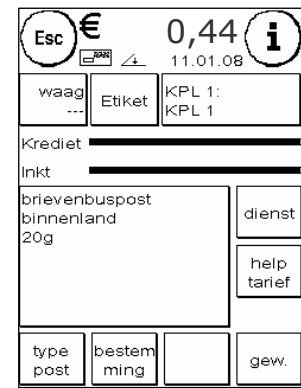 Esc € 0,44 i
11.01.08
waag
---
Etiket
KPL 1:
KPL 1
Krediet
Inkt
brievenbuspost
binnenland
20g
dienst
help
tarief
type
post
bestem
ming
gew.